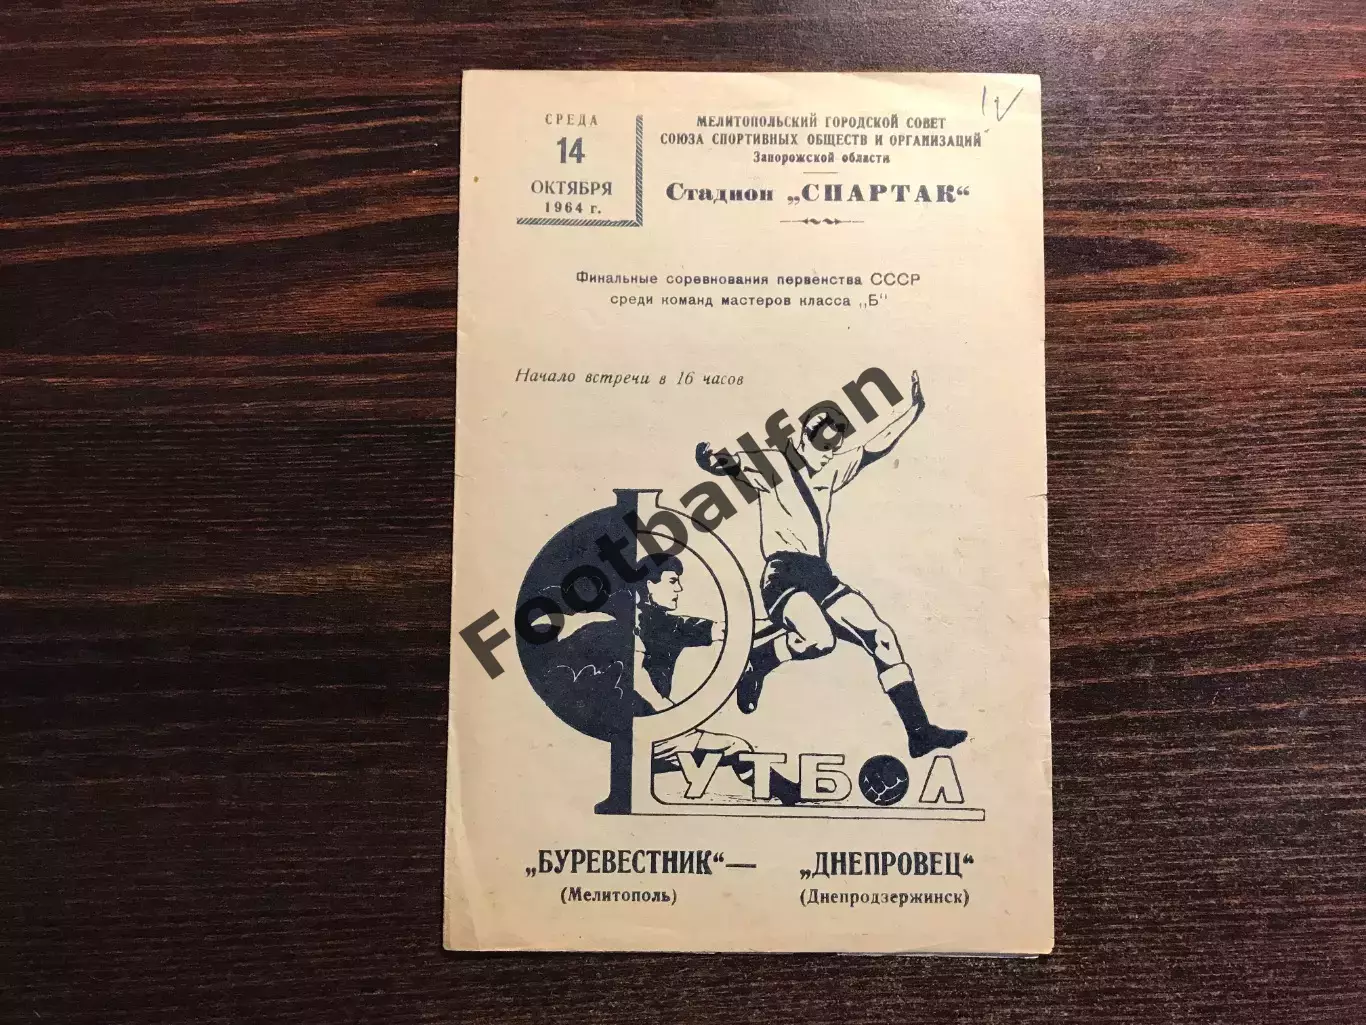 СРЕДА
14
ОКТЯБРЯ
1964 г.
МЕЛИТОПОЛЬСКИЙ ГОРОДСКОЙ СОВЕТ
СОЮЗА СПОРТИВНЫХ ОБЩЕСТВ И ОРГАНИЗАЦИЙ
Запорожской области
Стадион „СПАРТАК“
Финальные соревнования первенства СССР
среди команд мастеров класса „Б“
Начало встречи в 16 часов
Footballfan
ФУТБОЛ
„БУРЕВЕСТНИК“ — „ДНЕПРОВЕЦ“
(Мелитополь) (Днепродзержинск)